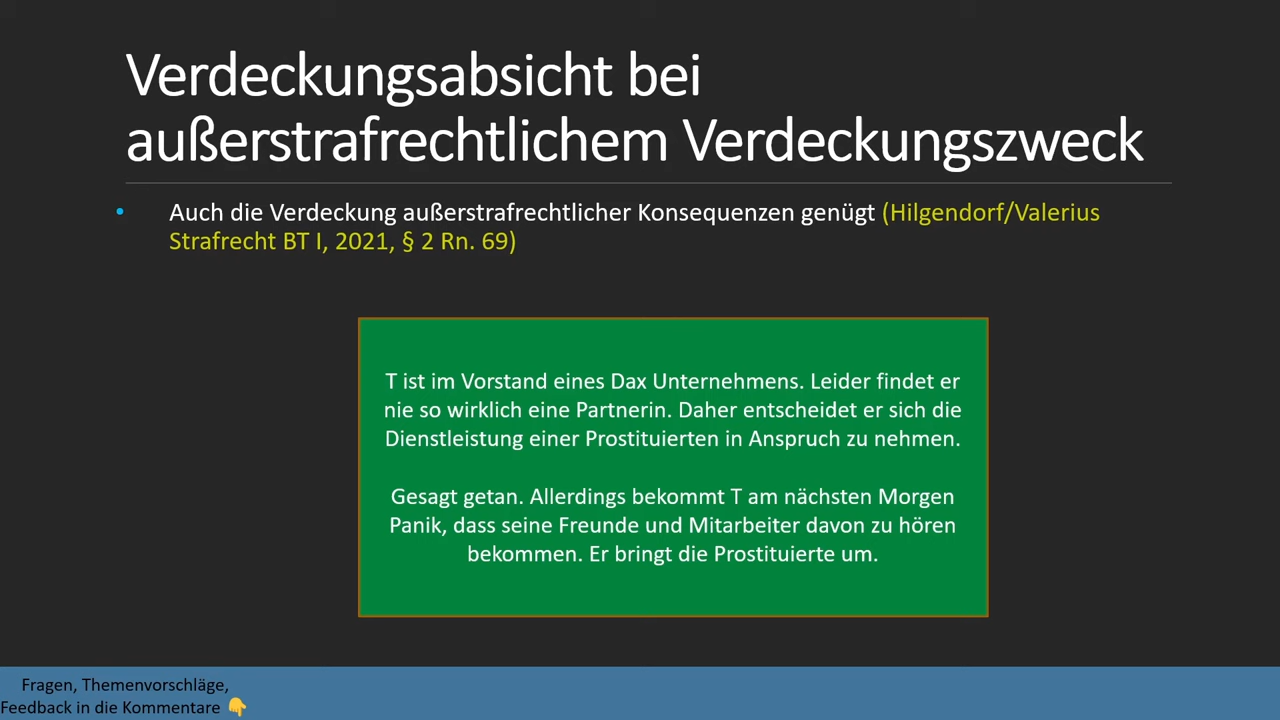 Verdeckungsabsicht bei
außerstrafrechtlichem Verdeckungszweck
• Auch die Verdeckung außerstrafrechtlicher Konsequenzen genügt (Hilgendorf/Valerius
Strafrecht BT I, 2021, § 2 Rn. 69)
T ist im Vorstand eines Dax Unternehmens. Leider findet er
nie so wirklich eine Partnerin. Daher entscheidet er sich die
Dienstleistung einer Prostituierten in Anspruch zu nehmen.
Gesagt getan. Allerdings bekommt T am nächsten Morgen
Panik, dass seine Freunde und Mitarbeiter davon zu hören
bekommen. Er bringt die Prostituierte um.
Fragen, Themenvorschläge,
Feedback in die Kommentare 👇